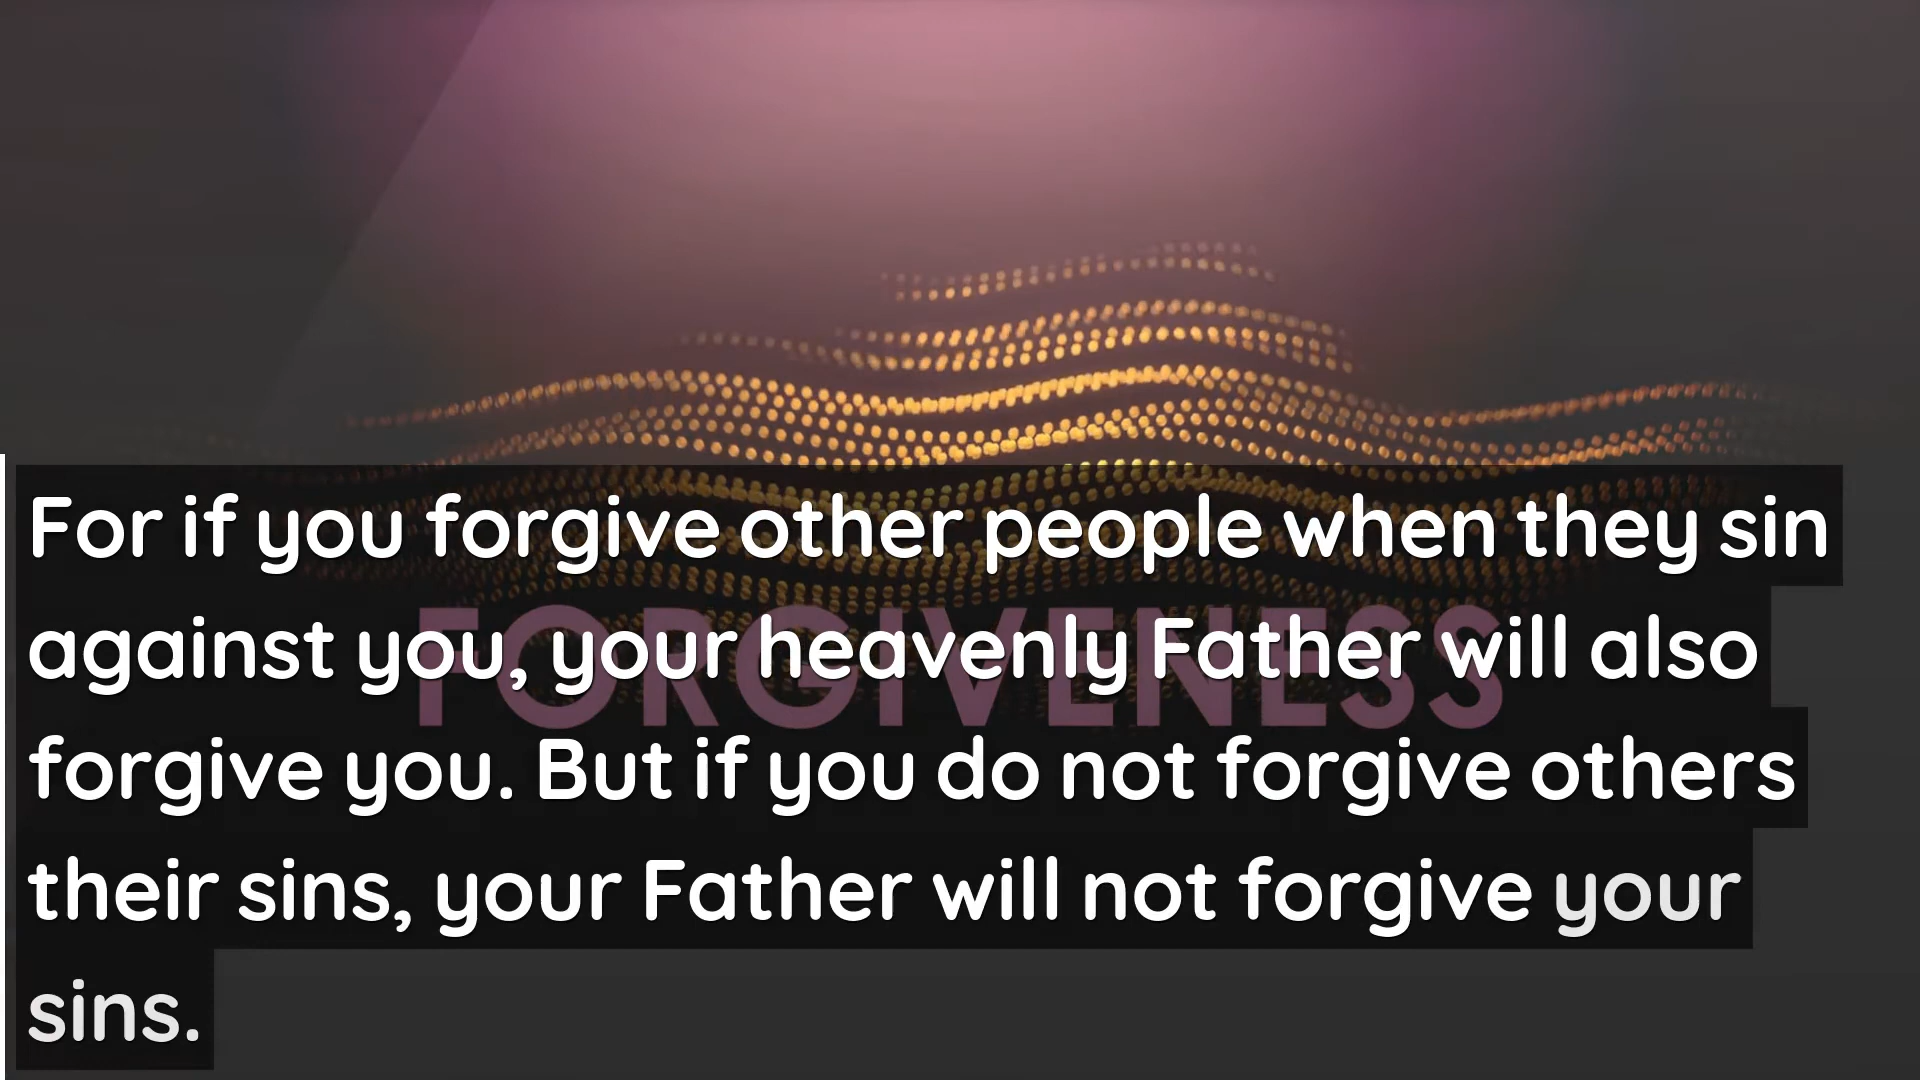 For if you forgive other people when they sin
against you, your heavenly Father will also
FORGIVENESS
forgive you. But if you do not forgive others
their sins, your Father will not forgive your
sins.